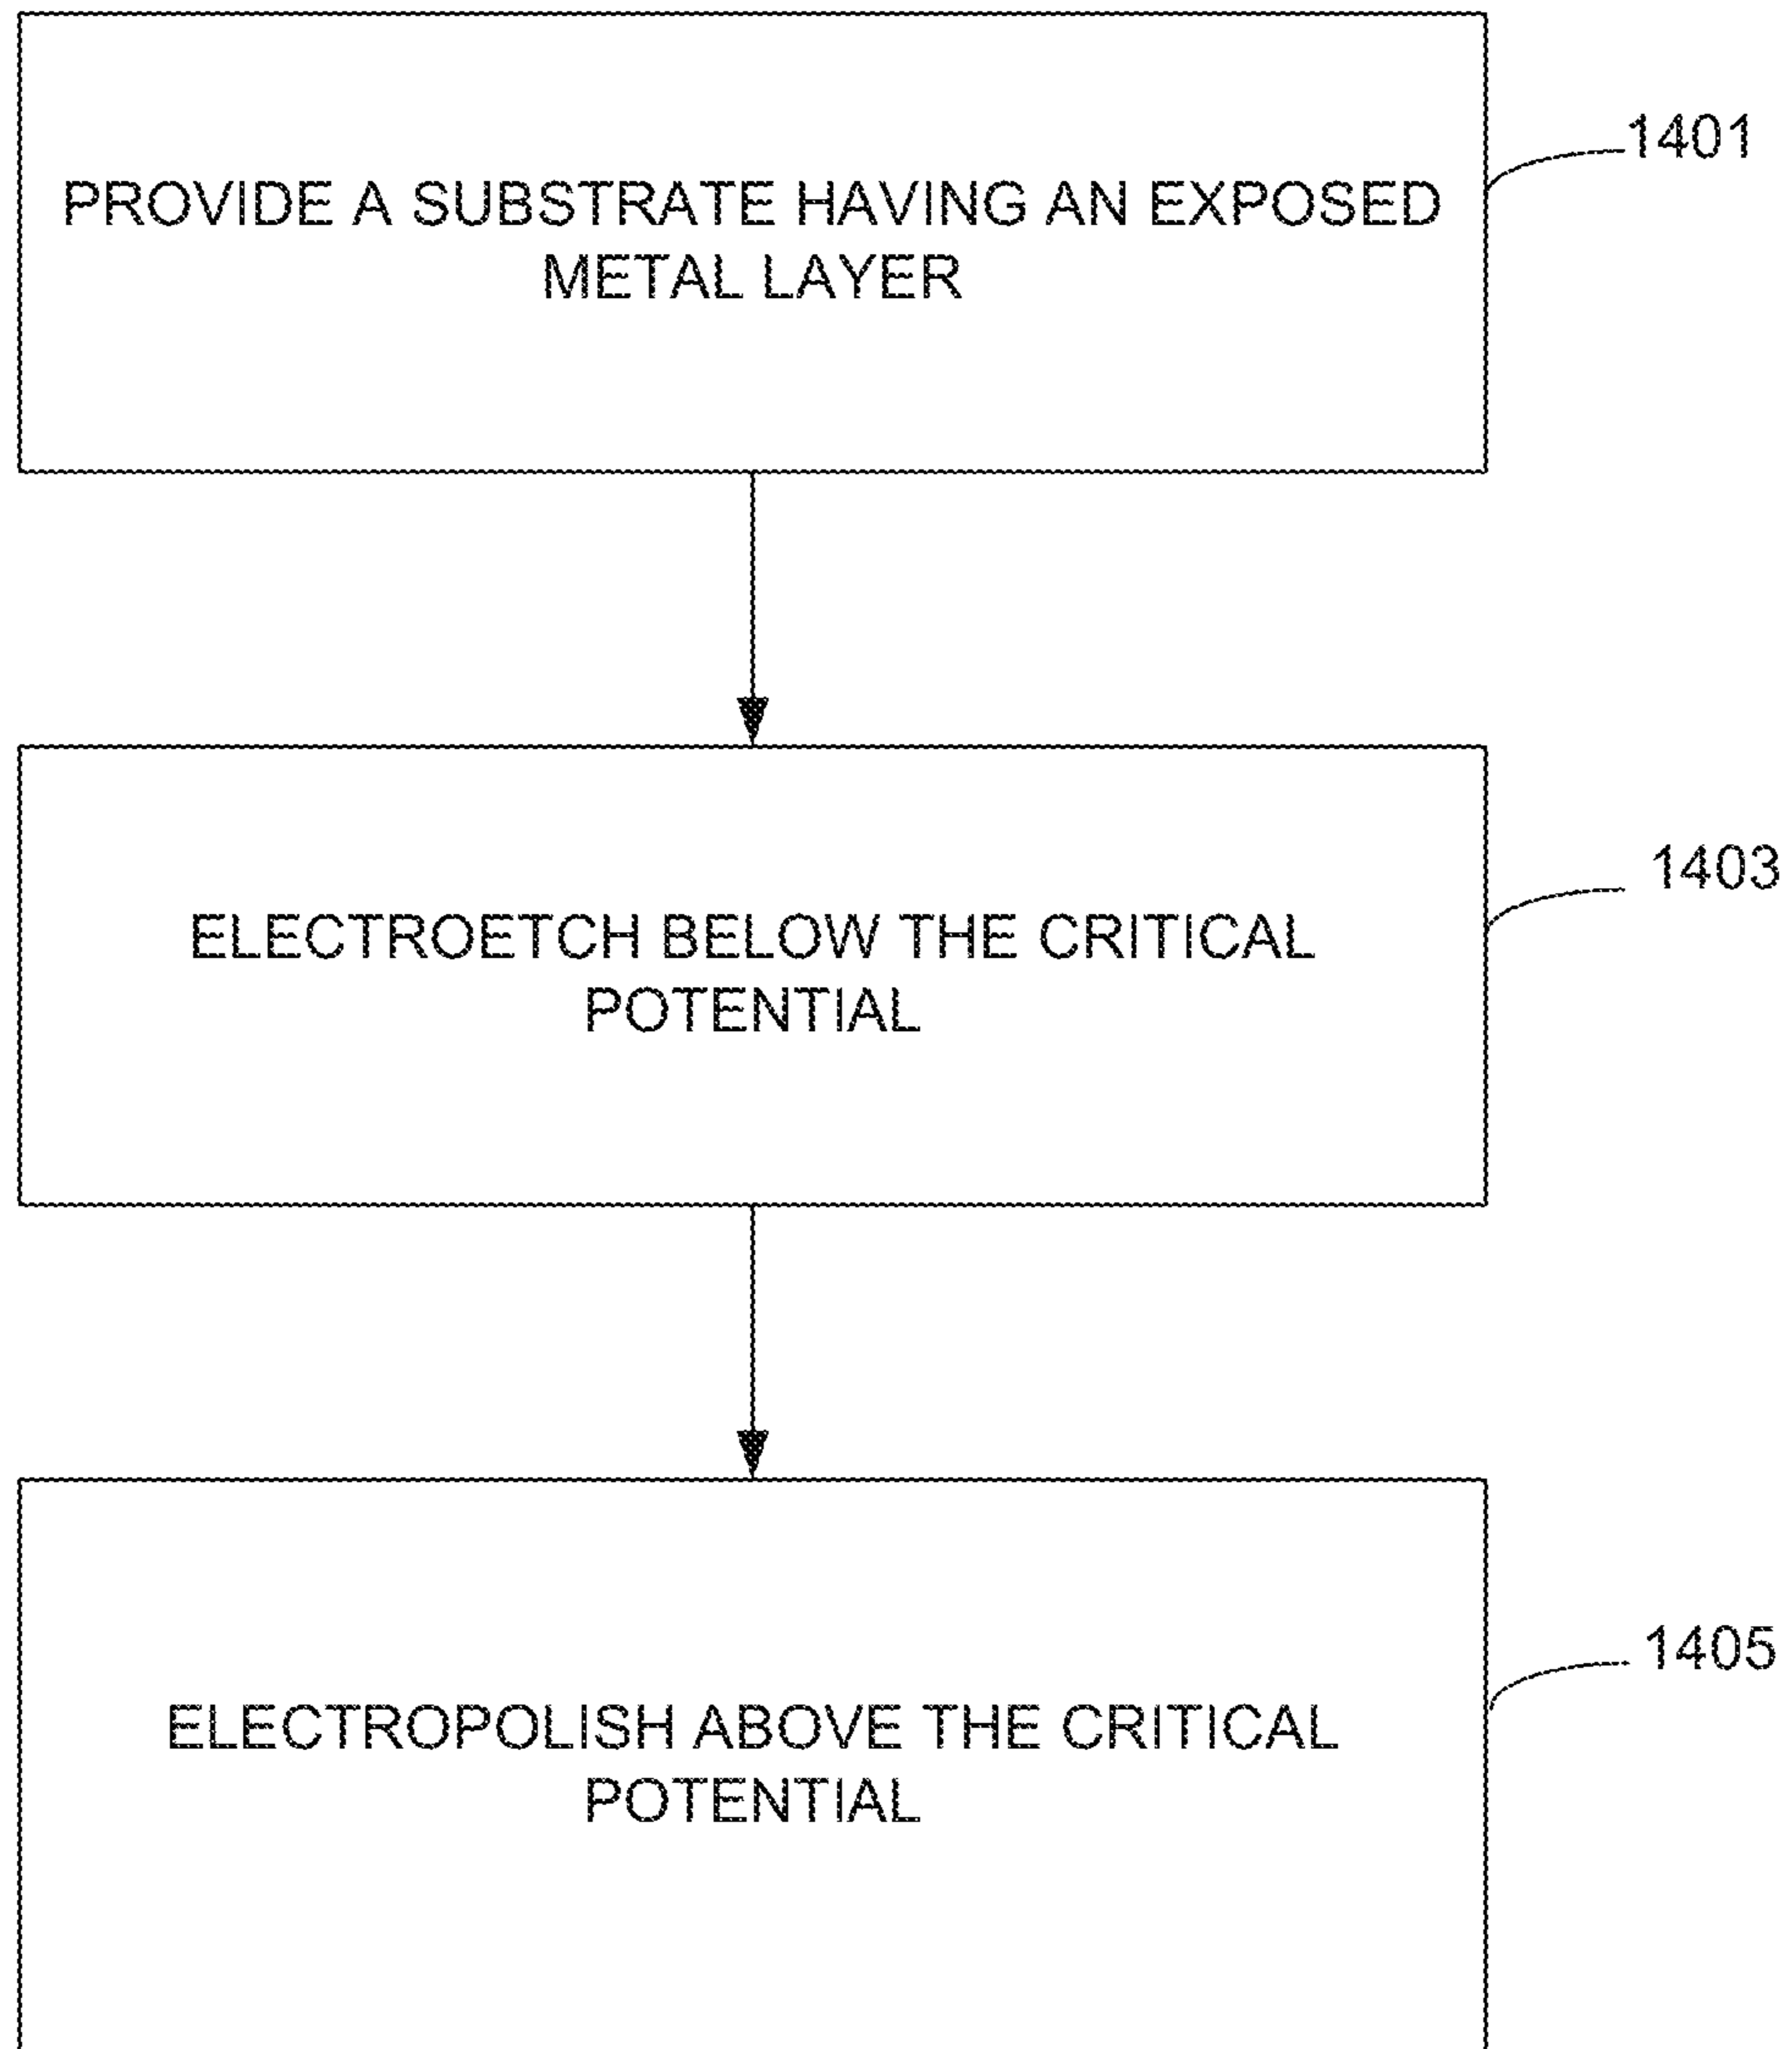 PROVIDE A SUBSTRATE HAVING AN EXPOSED
METAL LAYER
1401
ELECTROETCH BELOW THE CRITICAL
POTENTIAL
1403
ELECTROPOLISH ABOVE THE CRITICAL
POTENTIAL
1405